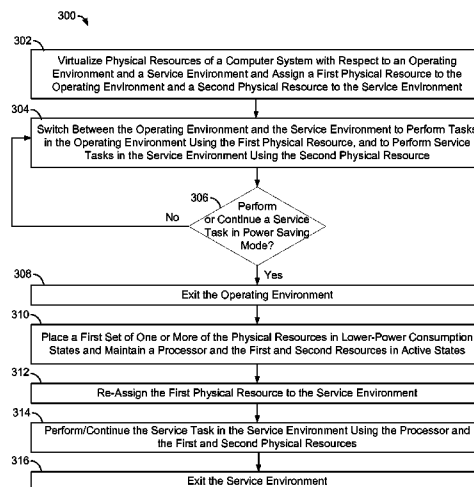 300
302
Virtualize Physical Resources of a Computer System with Respect to an Operating
Environment and a Service Environment and Assign a First Physical Resource to the
Operating Environment and a Second Physical Resource to the Service Environment
304
Switch Between the Operating Environment and the Service Environment to Perform Tasks
in the Operating Environment Using the First Physical Resource, and to Perform Service
Tasks in the Service Environment Using the Second Physical Resource
306
Perform
or Continue a Service
Task in Power Saving
Mode?
No
Yes
308
Exit the Operating Environment
310
Place a First Set of One or More of the Physical Resources in Lower-Power Consumption
States and Maintain a Processor and the First and Second Resources in Active States
312
Re-Assign the First Physical Resource to the Service Environment
314
Perform/Continue the Service Task in the Service Environment Using the Processor and
the First and Second Physical Resources
316
Exit the Service Environment